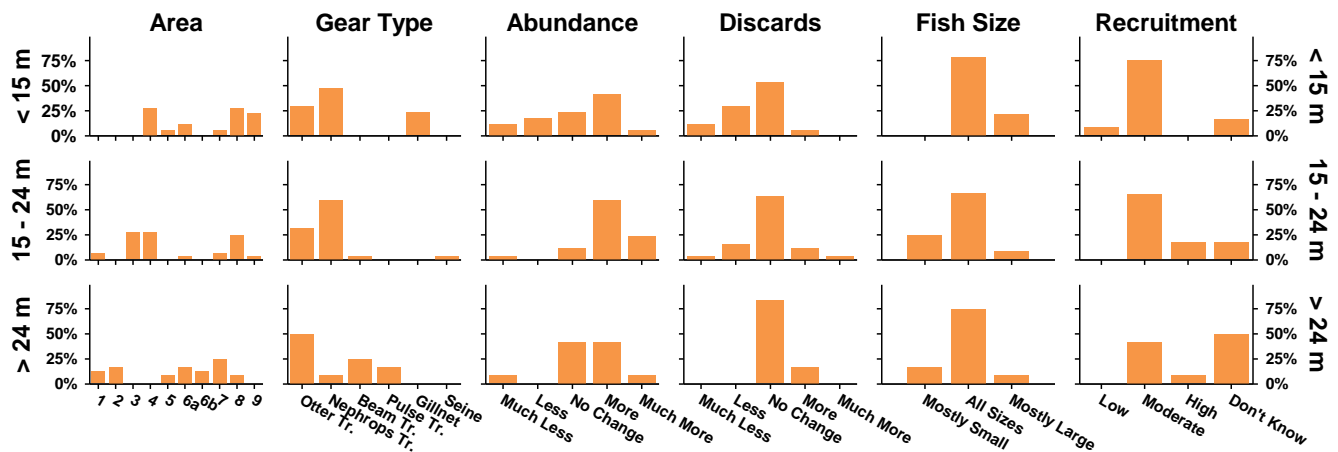 Area Gear Type Abundance Discards Fish Size Recruitment
< 15 m
75%
50%
25%
0%
75%
50%
25%
0%
< 15 m
15 - 24 m
75%
50%
25%
0%
75%
50%
25%
0%
15 - 24 m
> 24 m
75%
50%
25%
0%
75%
50%
25%
0%
> 24 m
1 2 3 4 5 6a 6b 7 8 9
Otter Tr. Nephrops Tr. Beam Tr. Pulse Tr. Gillnet Seine
Much Less Less No Change More Much More
Much Less Less No Change More Much More
Mostly Small All Sizes Mostly Large
Low Moderate High Don't Know